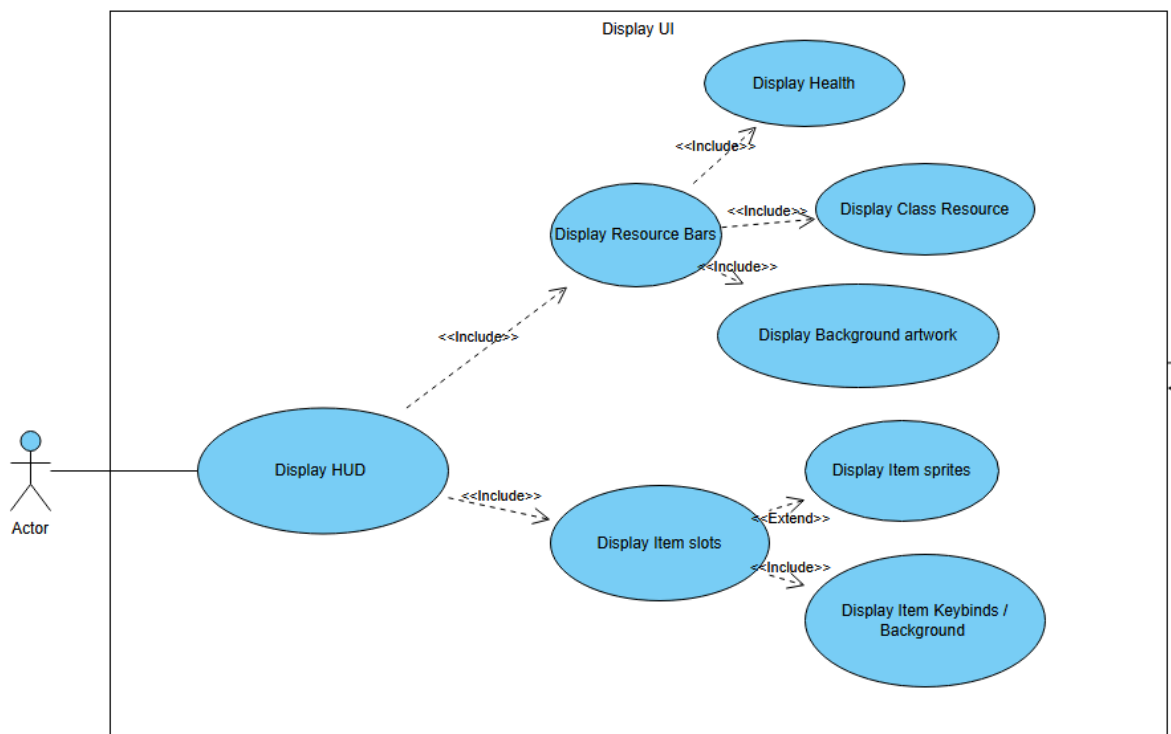 Display UI
Display Health
<<Include>>
Display Class Resource
<<Include>>
Display Resource Bars
<<Include>>
Display Background artwork
<<Include>>
Display HUD
Display Item sprites
<<Include>>
<<Extend>>
Actor
Display Item slots
<<Include>>
Display Item Keybinds /
Background